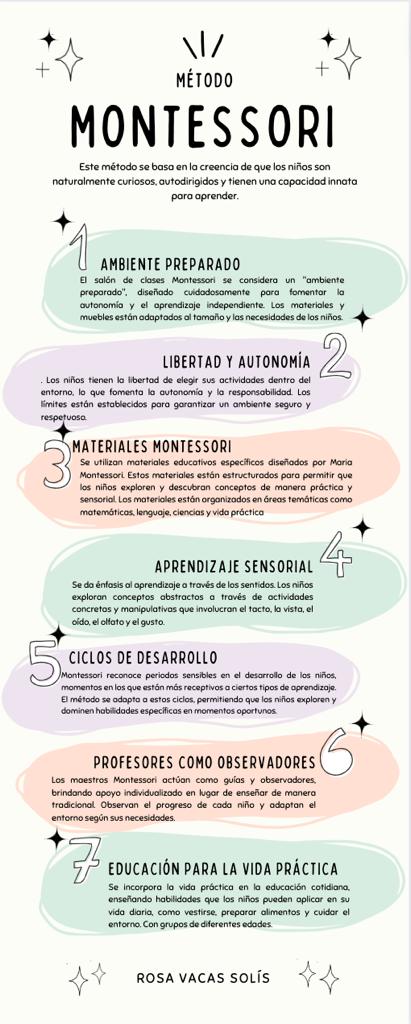 MÉTODO
MONTESSORI
Este método se basa en la creencia de que los niños son
naturalmente curiosos, autodirigidos y tienen una capacidad innata
para aprender.
1
AMBIENTE PREPARADO
El salón de clases Montessori se considera un "ambiente
preparado", diseñado cuidadosamente para fomentar la
autonomía y el aprendizaje independiente. Los materiales y
muebles están adaptados al tamaño y las necesidades de los niños.
2
LIBERTAD Y AUTONOMÍA
. Los niños tienen la libertad de elegir sus actividades dentro del
entorno, lo que fomenta la autonomía y la responsabilidad. Los
límites están establecidos para garantizar un ambiente seguro y
respetuoso.
3
MATERIALES MONTESSORI
Se utilizan materiales educativos específicos diseñados por Maria
Montessori. Estos materiales están estructurados para permitir que
los niños exploren y descubran conceptos de manera práctica y
sensorial. Los materiales están organizados en áreas temáticas como
matemáticas, lenguaje, ciencias y vida práctica
4
APRENDIZAJE SENSORIAL
Se da énfasis al aprendizaje a través de los sentidos. Los niños
exploran conceptos abstractos a través de actividades
concretas y manipulativas que involucran el tacto, la vista, el
oído, el olfato y el gusto.
5
CICLOS DE DESARROLLO
Montessori reconoce periodos sensibles en el desarrollo de los niños,
momentos en los que están más receptivos a ciertos tipos de aprendizaje.
El método se adapta a estos ciclos, permitiendo que los niños exploren y
dominen habilidades específicas en momentos oportunos.
6
PROFESORES COMO OBSERVADORES
Los maestros Montessori actúan como guías y observadores,
brindando apoyo individualizado en lugar de enseñar de manera
tradicional. Observan el progreso de cada niño y adaptan el
entorno según sus necesidades.
7
EDUCACIÓN PARA LA VIDA PRÁCTICA
Se incorpora la vida práctica en la educación cotidiana,
enseñando habilidades que los niños pueden aplicar en su
vida diaria, como vestirse, preparar alimentos y cuidar el
entorno. Con grupos de diferentes edades.
ROSA VACAS SOLÍS